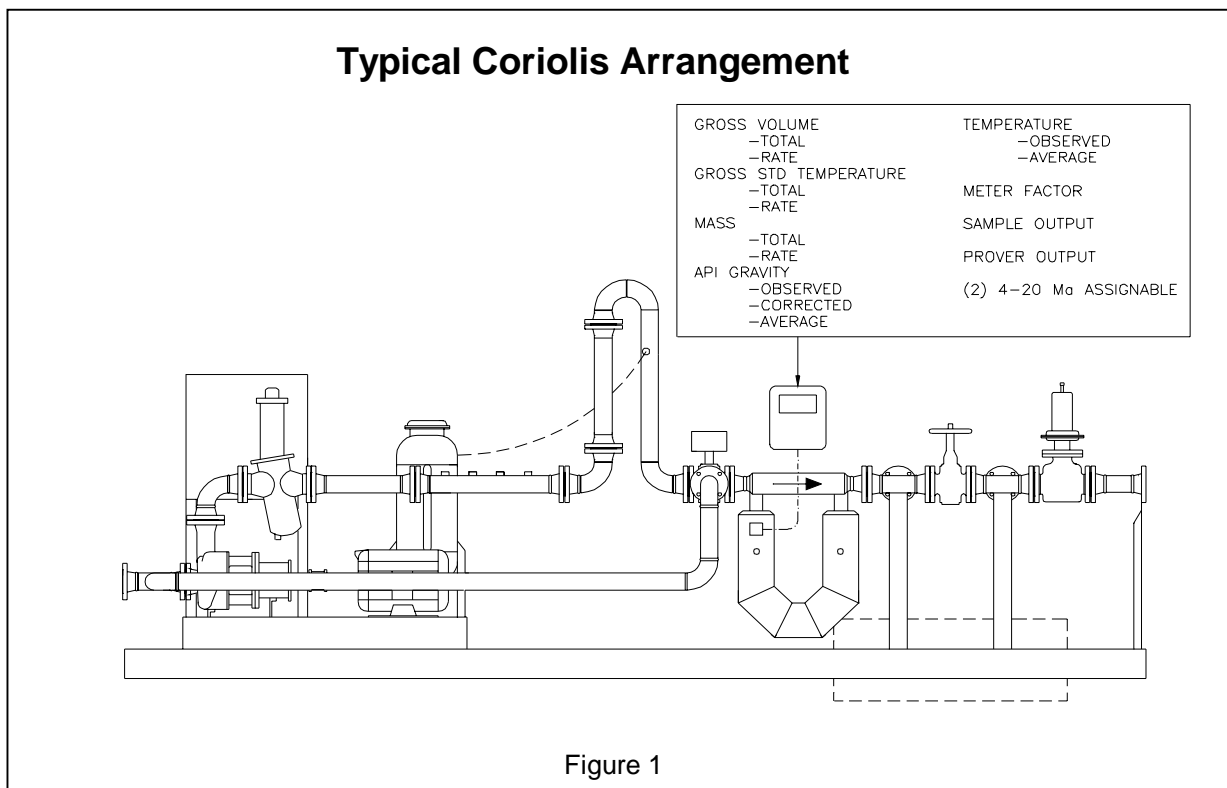 Typical Coriolis Arrangement
GROSS VOLUME
-TOTAL
-RATE
GROSS STD TEMPERATURE
-TOTAL
-RATE
MASS
-TOTAL
-RATE
API GRAVITY
-OBSERVED
-CORRECTED
-AVERAGE
TEMPERATURE
-OBSERVED
-AVERAGE
METER FACTOR
SAMPLE OUTPUT
PROVER OUTPUT
(2) 4-20 Ma ASSIGNABLE
Figure 1